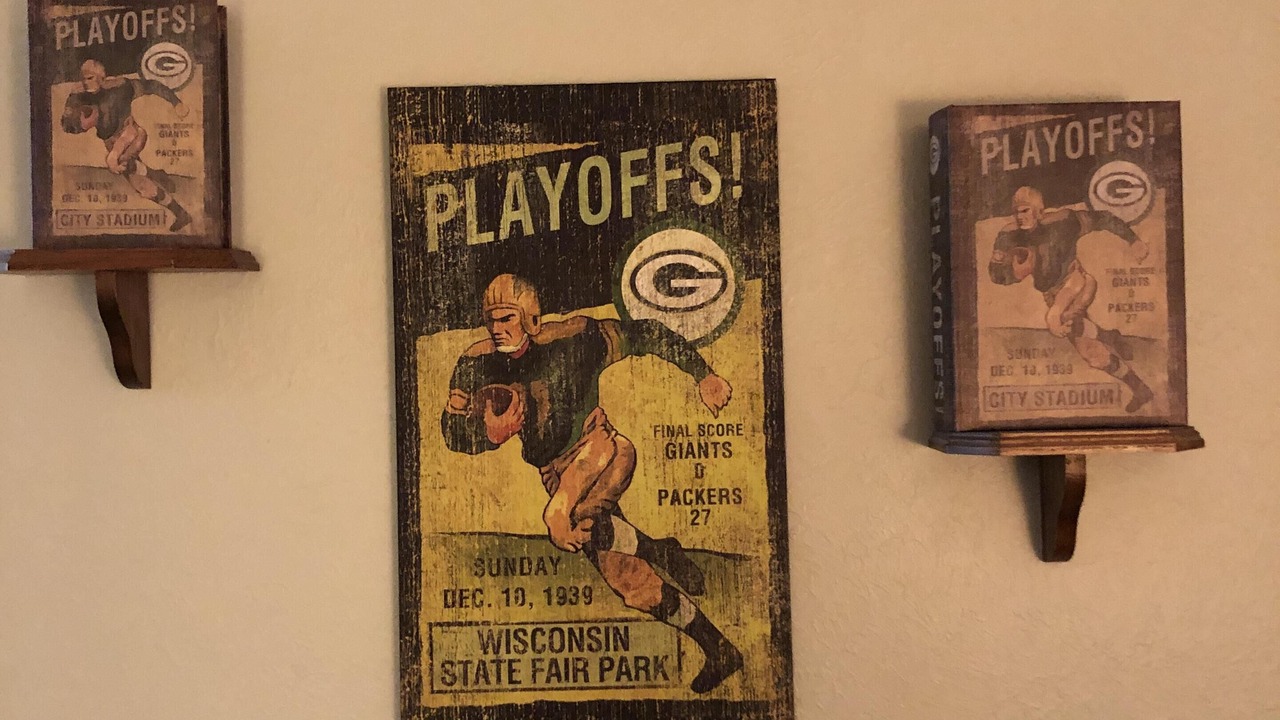 PLAYOFFS!
G
FINAL SCORE
GIANTS
0
PACKERS
27
SUNDAY
DEC. 10, 1939
CITY STADIUM
PLAYOFFS!
G
FINAL SCORE
GIANTS
0
PACKERS
27
SUNDAY
DEC. 10, 1939
WISCONSIN
STATE FAIR PARK
G
PLAYOFFS!
PLAYOFFS!
G
FINAL SCORE
GIANTS
0
PACKERS
27
SUNDAY
DEC. 10, 1939
CITY STADIUM